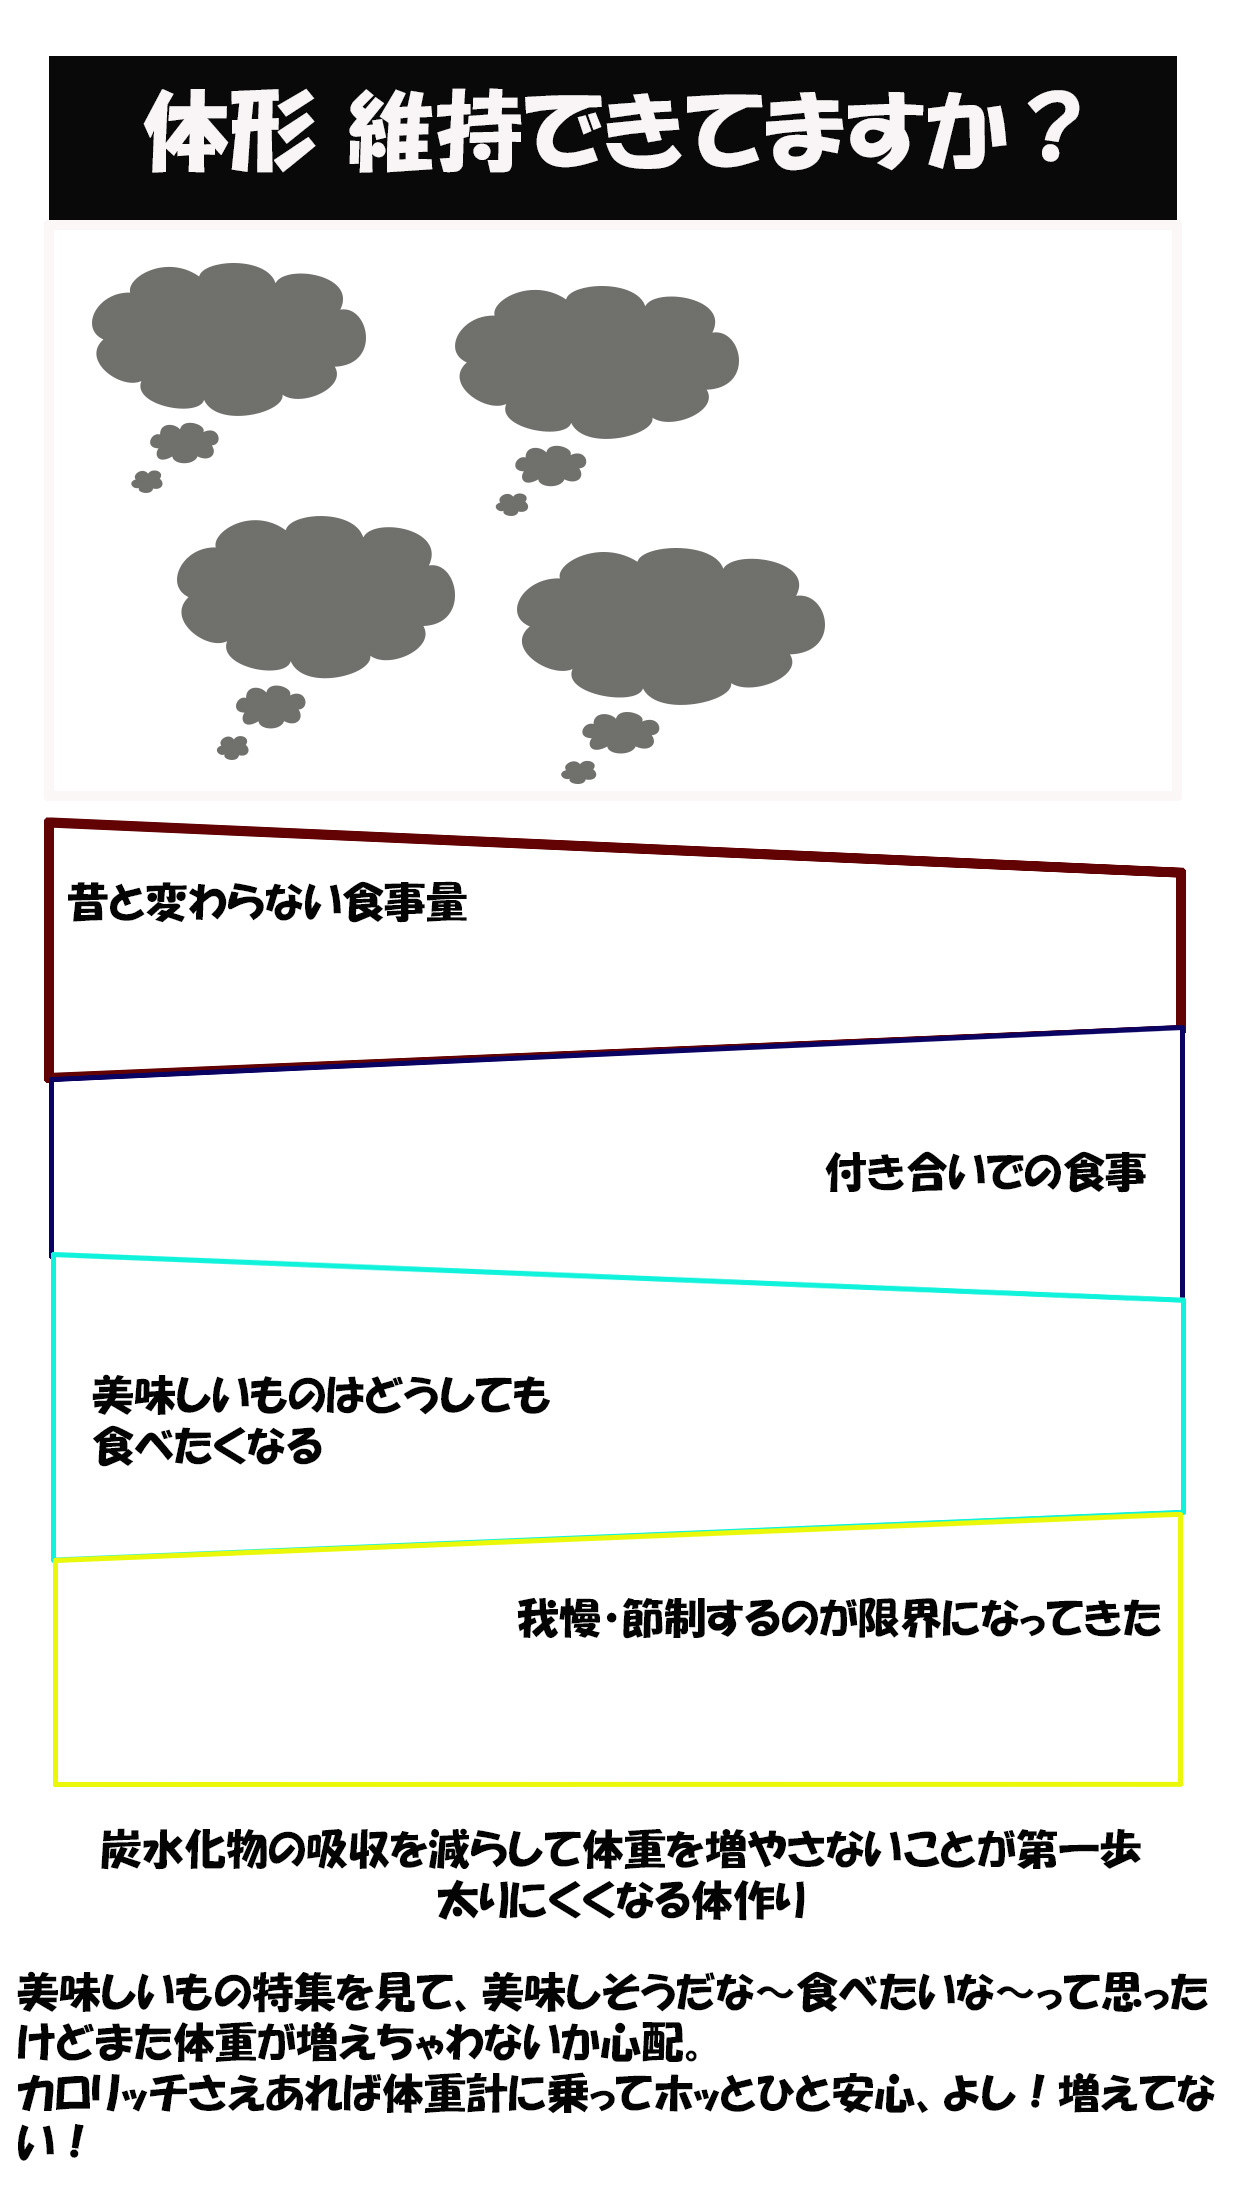 体形 維持できてますか？
昔と変わらない食事量
付き合いでの食事
美味しいものはどうしても
食べたくなる
我慢・節制するのが限界になってきた
炭水化物の吸収を減らして体重を増やさないことが第一歩
太りにくくなる体作り
美味しいもの特集を見て、美味しそうだな～食べたいな～って思った
けどまた体重が増えちゃわないか心配。
カロリッチさえあれば体重計に乗ってホッとひと安心、よし！増えてな
い！